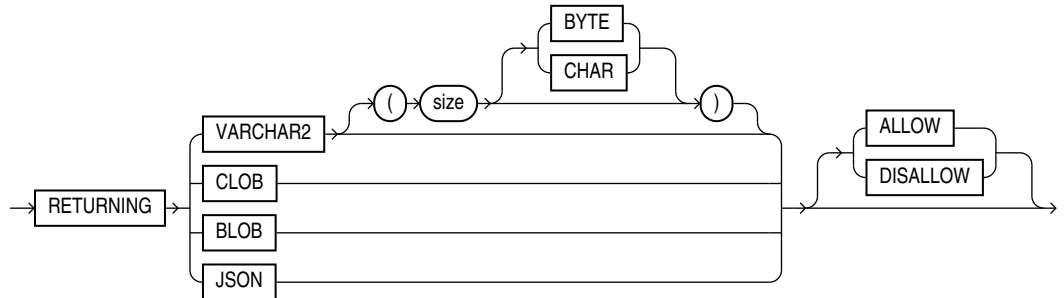 BYTE
CHAR
( size )
VARCHAR2
ALLOW
CLOB
DISALLOW
RETURNING
BLOB
JSON